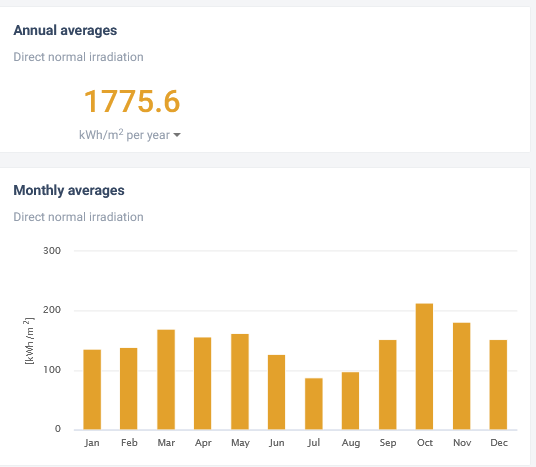 Annual averages
Direct normal irradiation
1775.6
kWh/m² per year
Monthly averages
Direct normal irradiation
300
200
100
0
[kWh/m²]
Jan Feb Mar Apr May Jun Jul Aug Sep Oct Nov Dec